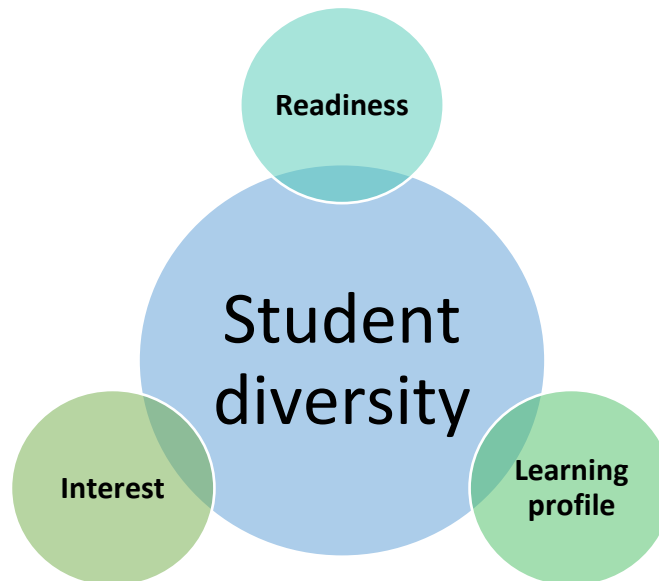 Readiness
Student
diversity
Interest
Learning
profile